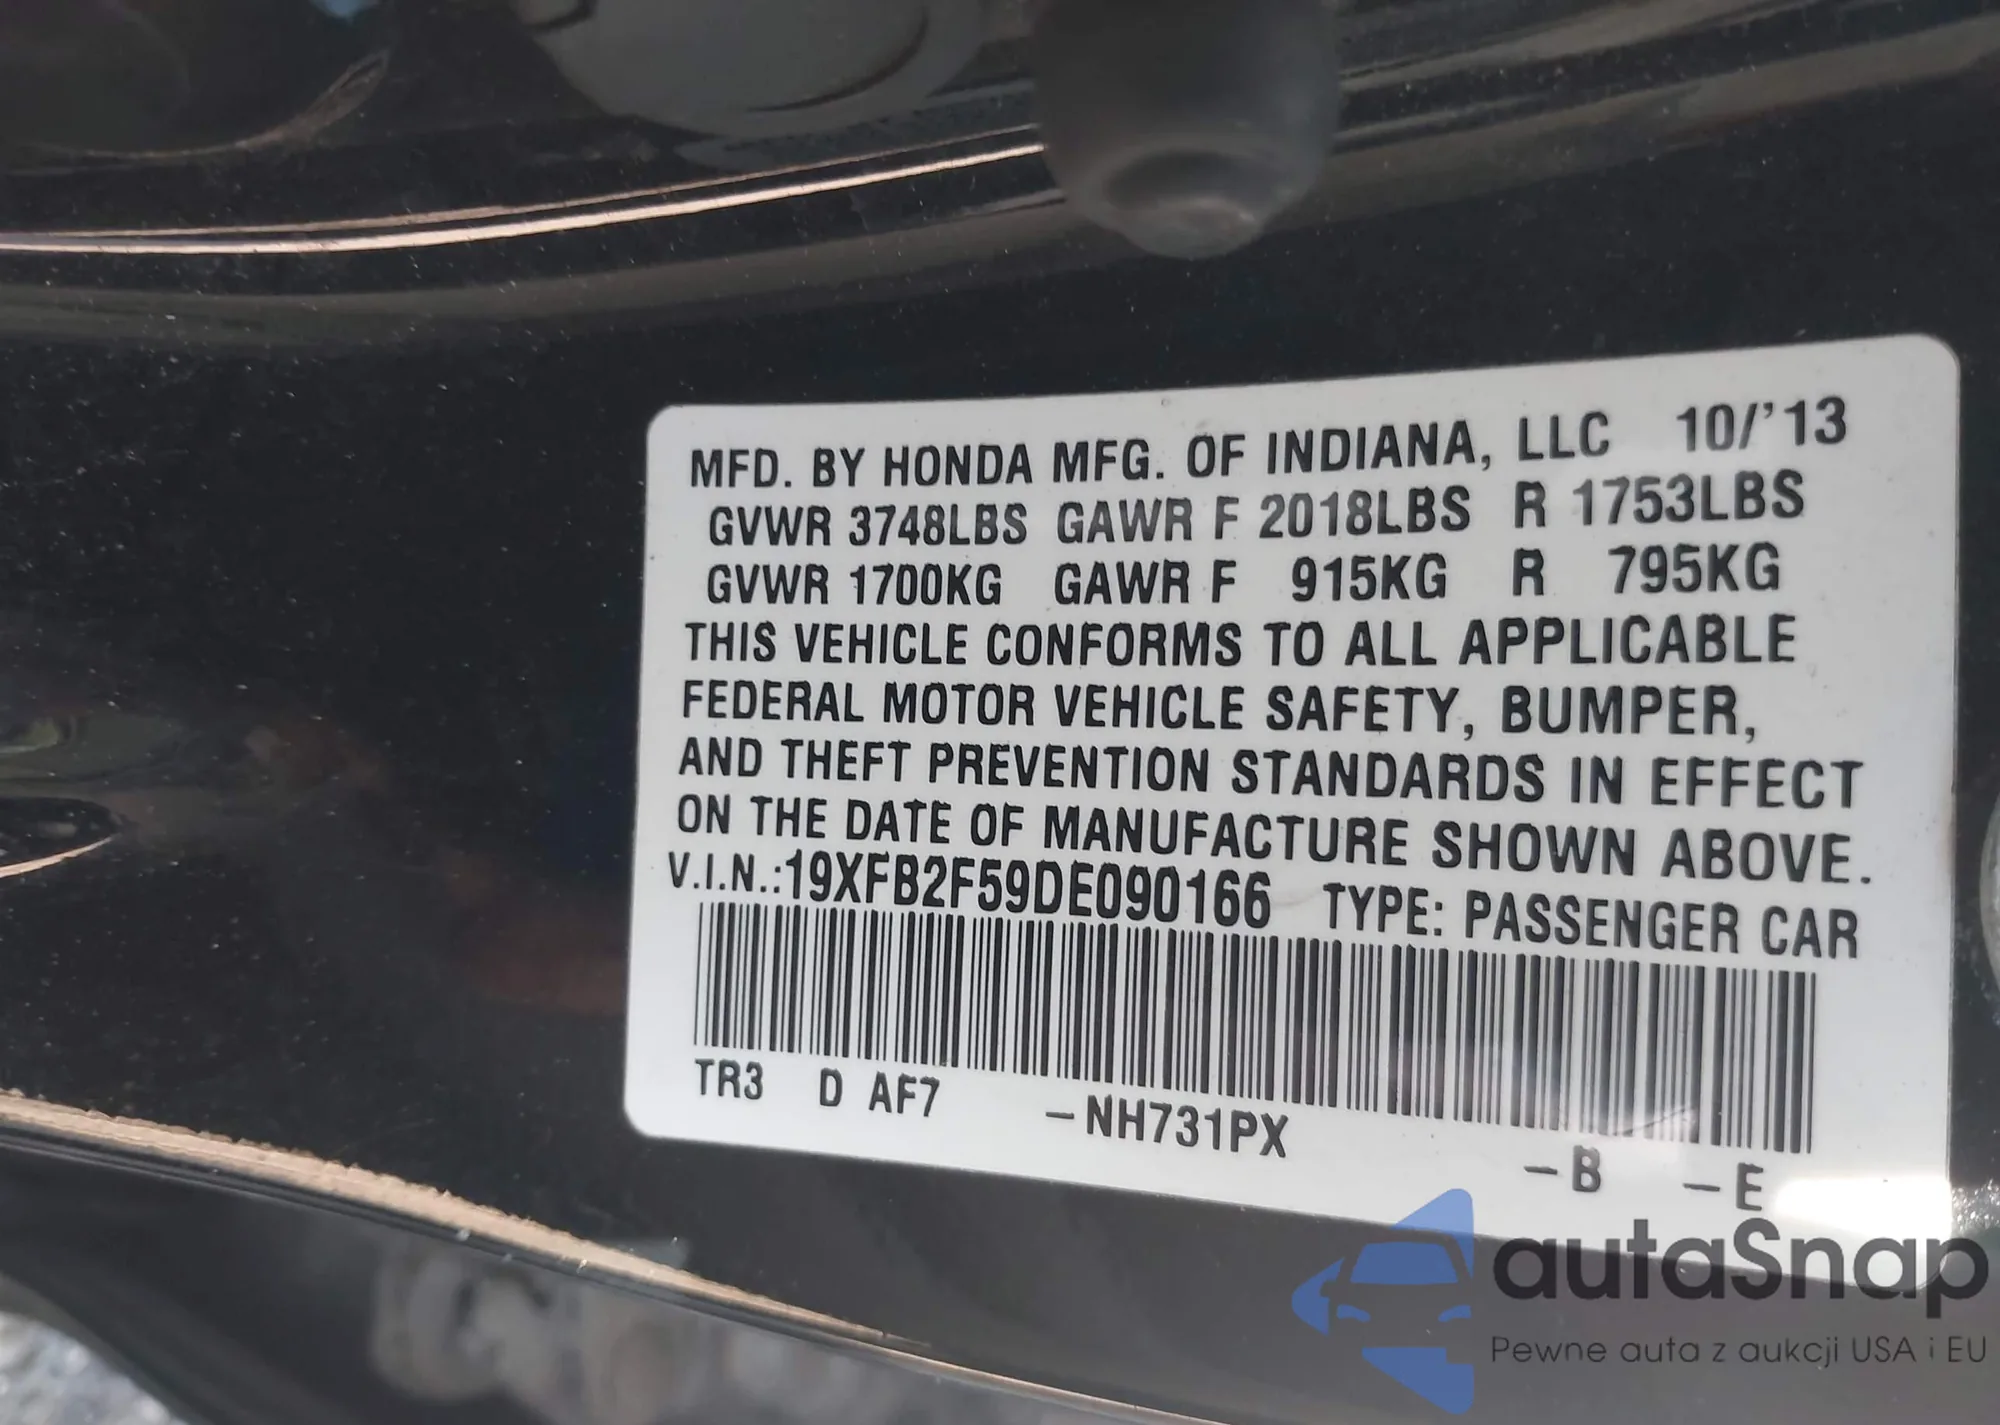 MFD. BY HONDA MFG. OF INDIANA, LLC 10/'13
GVWR 3748LBS GAWR F 2018LBS R 1753LBS
GVWR 1700KG GAWR F 915KG R 795KG
THIS VEHICLE CONFORMS TO ALL APPLICABLE
FEDERAL MOTOR VEHICLE SAFETY, BUMPER,
AND THEFT PREVENTION STANDARDS IN EFFECT
ON THE DATE OF MANUFACTURE SHOWN ABOVE.
V.I.N.:19XFB2F59DE090166 TYPE: PASSENGER CAR
TR3 D AF7 -NH731PX -B -E
autaSnap
Pewne auta z aukcji USA i EU